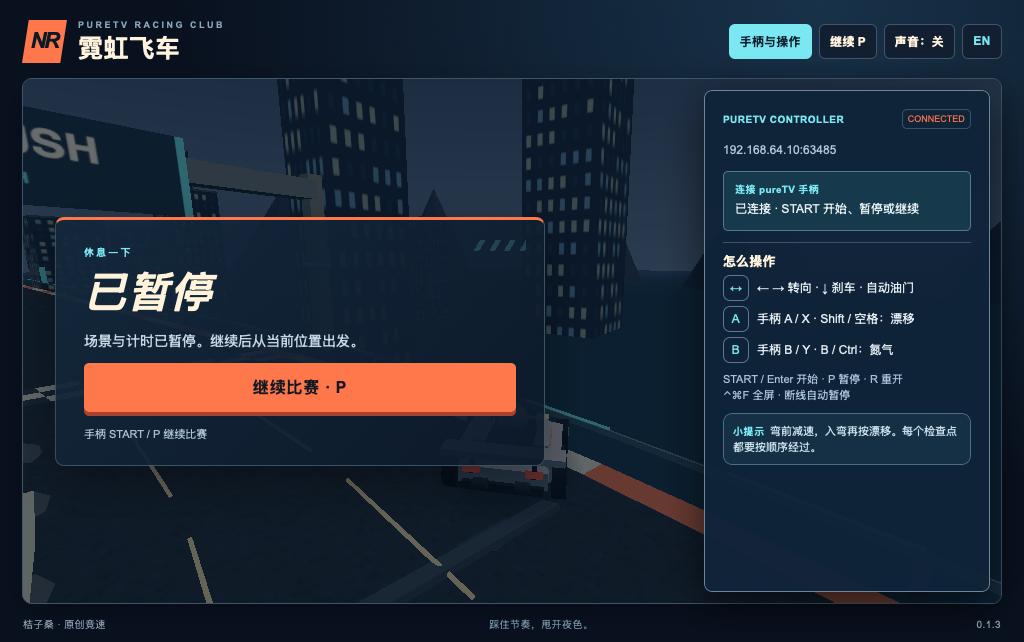 NR
PURETV RACING CLUB
霓虹飞车
手柄与操作
继续 P
声音：关
EN
USH
PURETV CONTROLLER
CONNECTED
192.168.64.10:63485
连接 pureTV 手柄
已连接 · START 开始、暂停或继续
怎么操作
↔ ←→ 转向 · ↓ 刹车 · 自动油门
A 手柄 A / X · Shift / 空格：漂移
B 手柄 B / Y · B / Ctrl：氮气
START / Enter 开始 · P 暂停 · R 重开
^⌘F 全屏 · 断线自动暂停
小提示 弯前减速，入弯再按漂移。每个检查点
都要按顺序经过。
休息一下
已暂停
场景与计时已暂停。继续后从当前位置出发。
继续比赛 · P
手柄 START / P 继续比赛
桔子桑 · 原创竞速
踩住节奏，甩开夜色。
0.1.3